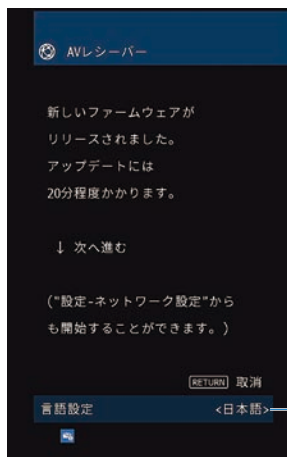 AVレシーバー
新しいファームウェアが
リリースされました。
アップデートには
20分程度かかります。
↓ 次へ進む
("設定-ネットワーク設定"から
も開始することができます。)
RETURN 取消
言語設定 <日本語>